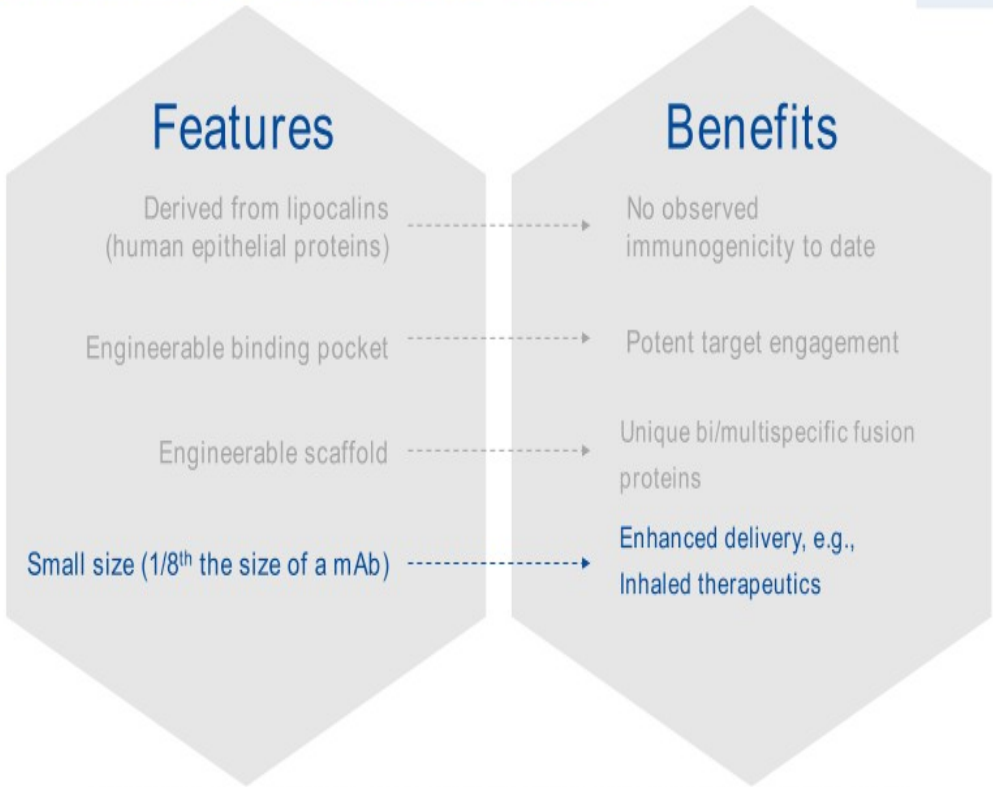 Features
Benefits
Derived from lipocalins
(human epithelial proteins)
No observed
immunogenicity to date
Engineerable binding pocket
Potent target engagement
Engineerable scaffold
Unique bi/multispecific fusion
proteins
Small size (1/8th the size of a mAb)
Enhanced delivery, e.g.,
Inhaled therapeutics